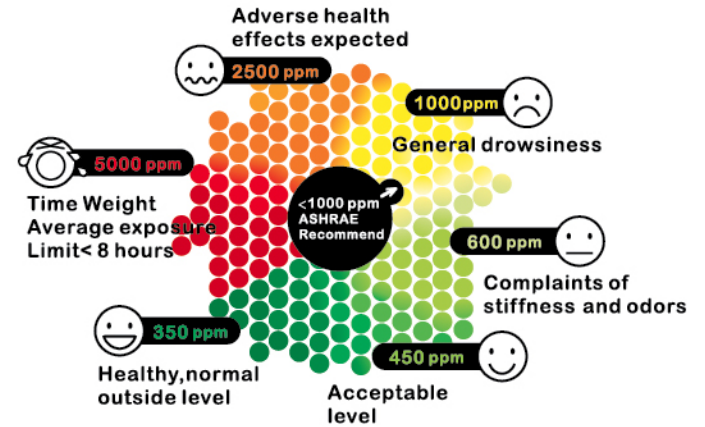 Adverse health
effects expected
2500 ppm
1000ppm
General drowsiness
5000 ppm
Time Weight
Average exposure
Limit< 8 hours
<1000 ppm
ASHRAE
Recommend
600 ppm
Complaints of
stiffness and odors
350 ppm
Healthy,normal
outside level
450 ppm
Acceptable
level